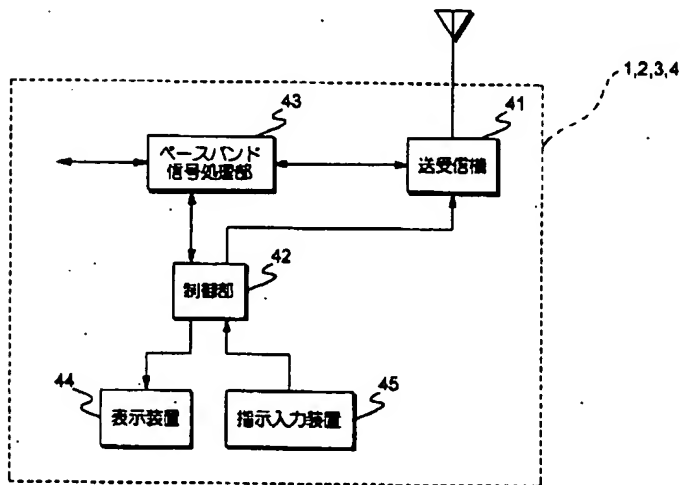 43
41
1,2,3,4
ベースバンド
信号処理部
送受信機
42
制御部
44
45
表示装置
指示入力装置